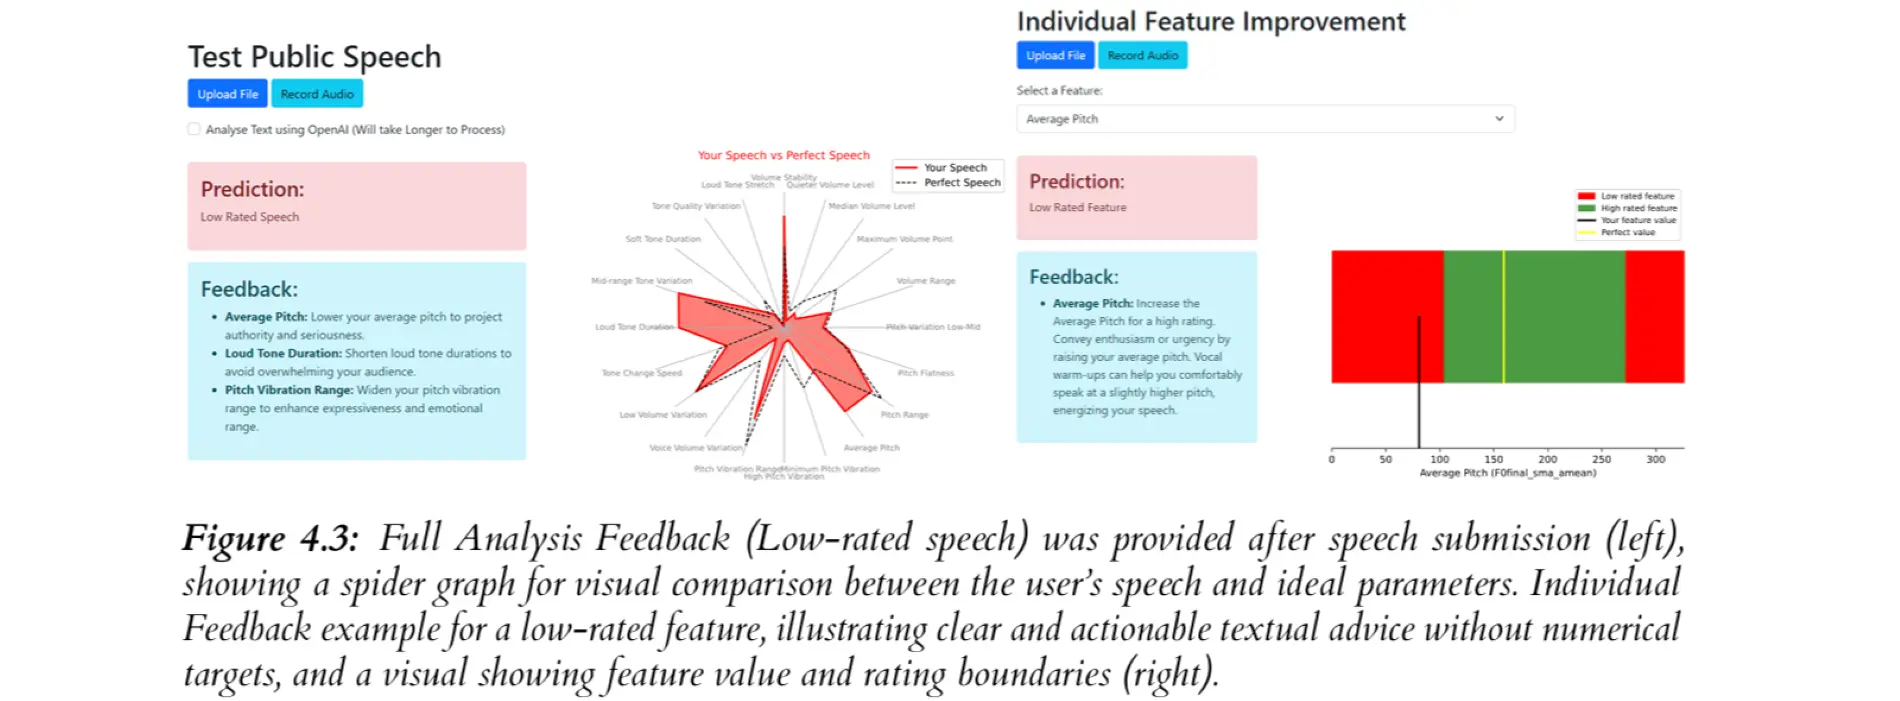 Test Public Speech
Upload File
Record Audio
Analyse Text using OpenAI (Will take Longer to Process)
Prediction:
Low Rated Speech
Feedback:
• Average Pitch: Lower your average pitch to project
authority and seriousness.
• Loud Tone Duration: Shorten loud tone durations to
avoid overwhelming your audience.
• Pitch Vibration Range: Widen your pitch vibration
range to enhance expressiveness and emotional
range.
Your Speech vs Perfect Speech
Your Speech
Perfect Speech
Volume Stability
Loud Tone Stretch
Quieter Volume Level
Tone Quality Variation
Median Volume Level
Soft Tone Duration
Maximum Volume Point
Mid-range Tone Variation
Volume Range
Loud Tone Duration
Pitch Variation Low-Mid
Tone Change Speed
Pitch Flatness
Low Volume Variation
Pitch Range
Voice Volume Variation
Average Pitch
Pitch Vibration Range
Minimum Pitch Vibration
High Pitch Vibration
Individual Feature Improvement
Upload File
Record Audio
Select a Feature:
Average Pitch
Prediction:
Low Rated Feature
Feedback:
• Average Pitch: Increase the
Average Pitch for a high rating.
Convey enthusiasm or urgency by
raising your average pitch. Vocal
warm-ups can help you comfortably
speak at a slightly higher pitch,
energizing your speech.
Low rated feature
High rated feature
Your feature value
Perfect value
0 50 100 150 200 250 300
Average Pitch (F0final_sma_amean)
Figure 4.3: Full Analysis Feedback (Low-rated speech) was provided after speech submission (left),
showing a spider graph for visual comparison between the user's speech and ideal parameters. Individual
Feedback example for a low-rated feature, illustrating clear and actionable textual advice without numerical
targets, and a visual showing feature value and rating boundaries (right).